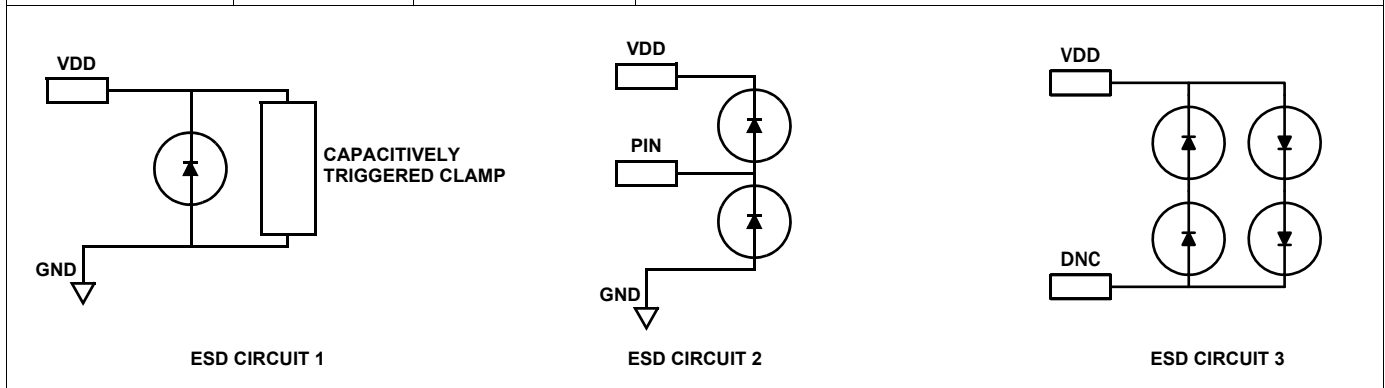 VDD
CAPACITIVELY
TRIGGERED CLAMP
GND
ESD CIRCUIT 1
VDD
PIN
GND
ESD CIRCUIT 2
VDD
DNC
ESD CIRCUIT 3